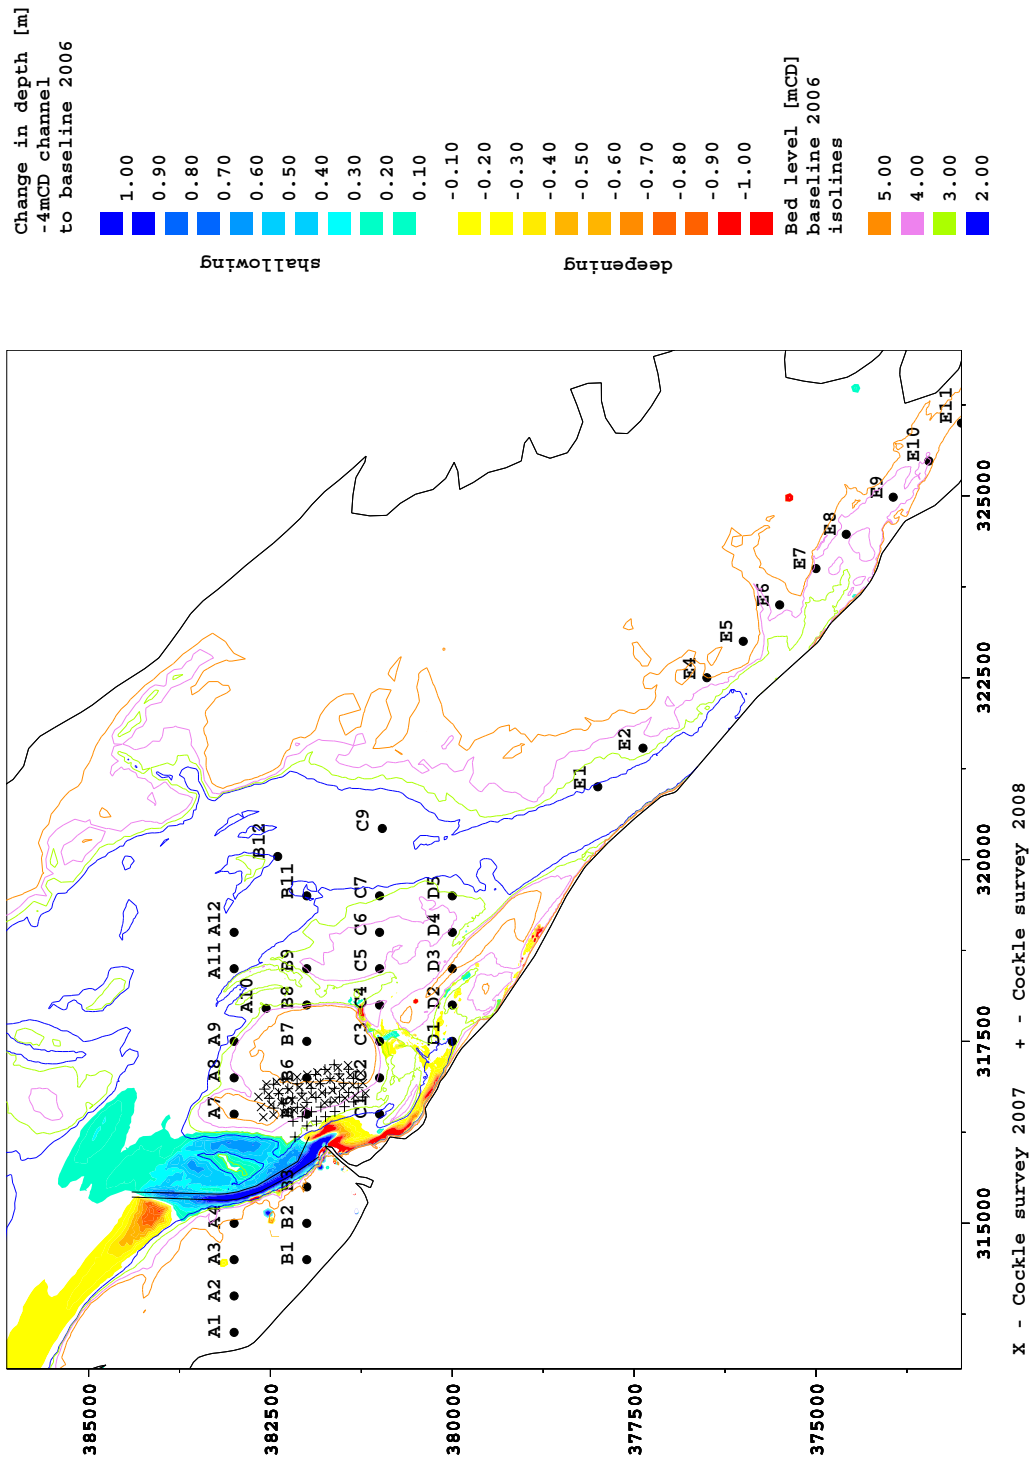 Change in depth [m]
-4mCD channel
to baseline 2006
1.00
0.90
0.80
0.70
0.60
0.50
0.40
0.30
0.20
0.10
shallowing
-0.10
-0.20
-0.30
-0.40
-0.50
-0.60
-0.70
-0.80
-0.90
-1.00
deepening
Bed level [mCD]
baseline 2006
isolines
5.00
4.00
3.00
2.00
A1 A2 A3 A4 A7 A8 A9 A10 A11 A12
B1 B2 B3 B5 B6 B7 B8 B9 B11 B12
C1 C2 C3 C4 C5 C6 C7 C9
D1 D2 D3 D4 D5
E1 E2 E4 E5 E6 E7 E8 E9 E10 E11
385000
382500
380000
377500
375000
315000
317500
320000
322500
325000
X - Cockle survey 2007 + - Cockle survey 2008